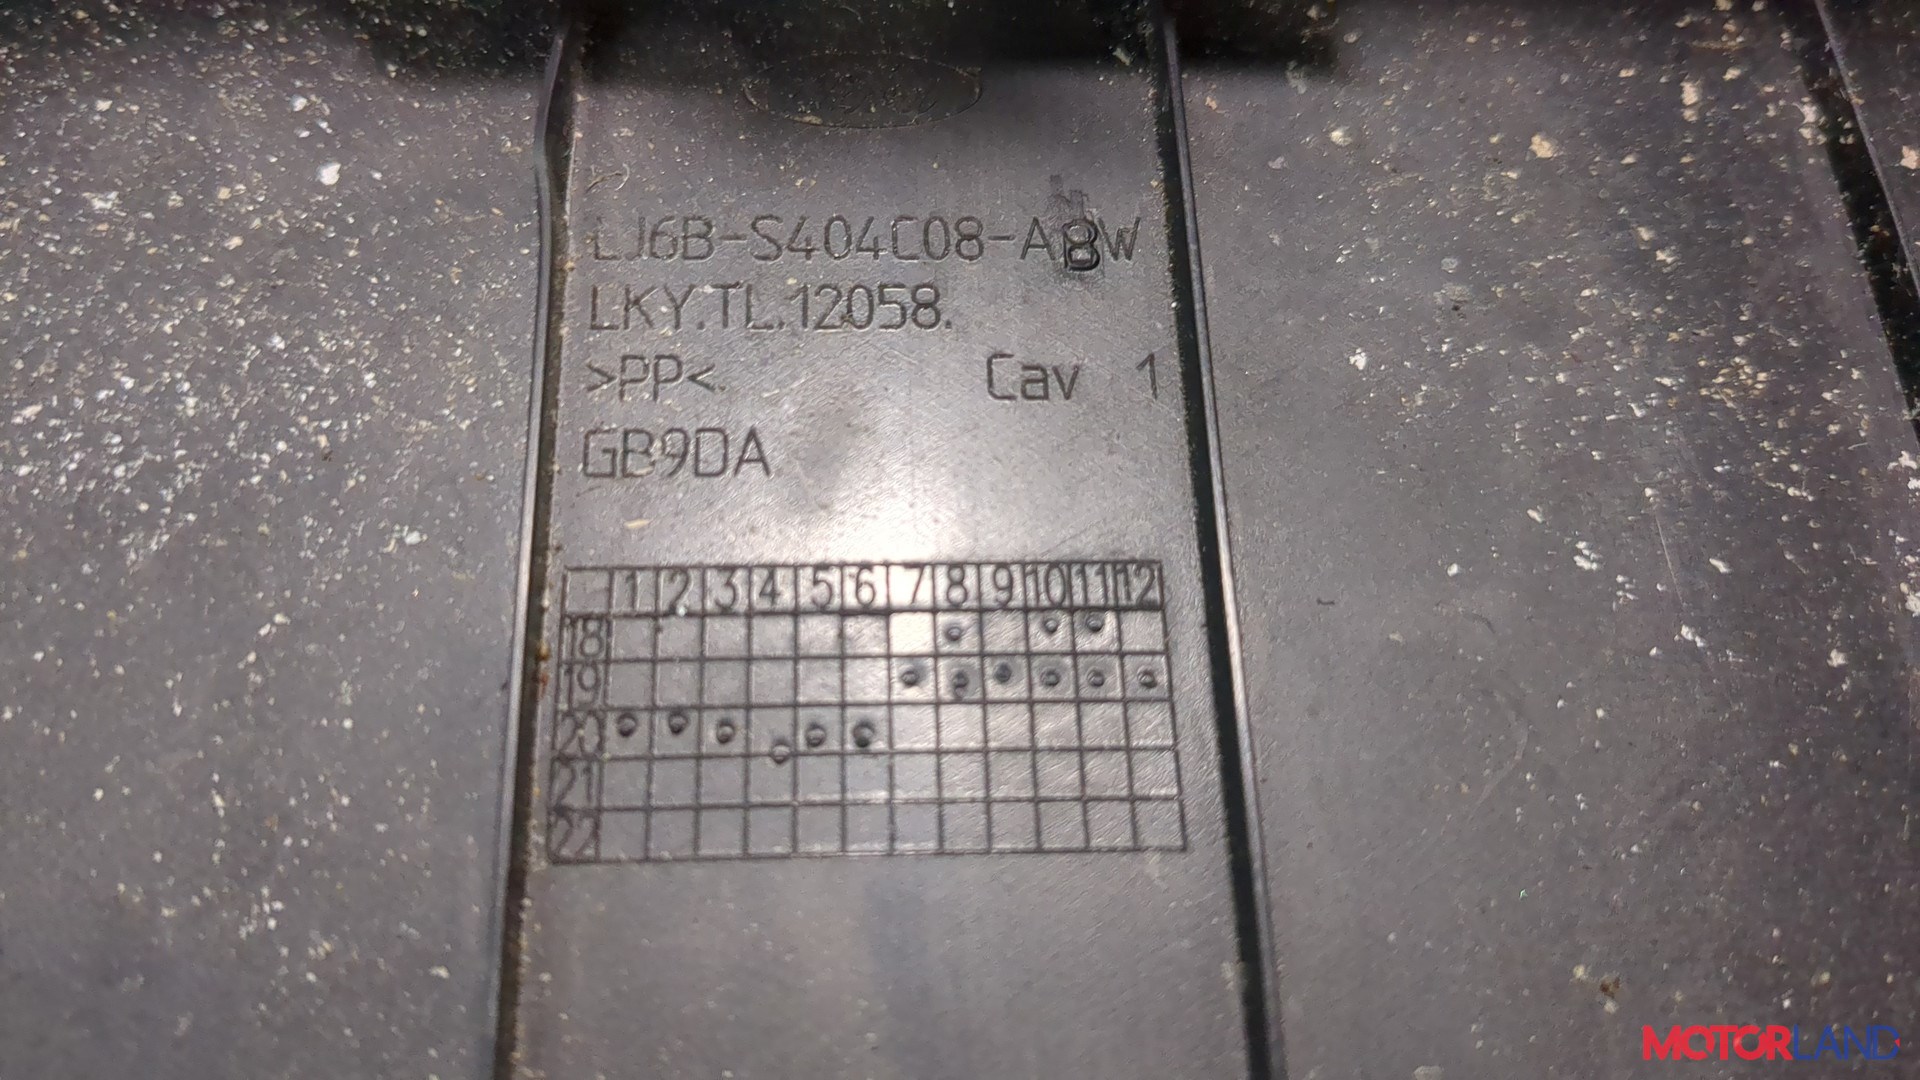 LJ6B-S404C08-ABW
LKY.TL.12058.
>PP< Cav 1
GB9DA
1 2 3 4 5 6 7 8 9 10 11 12
18
19
20
21
22
MOTORLAND